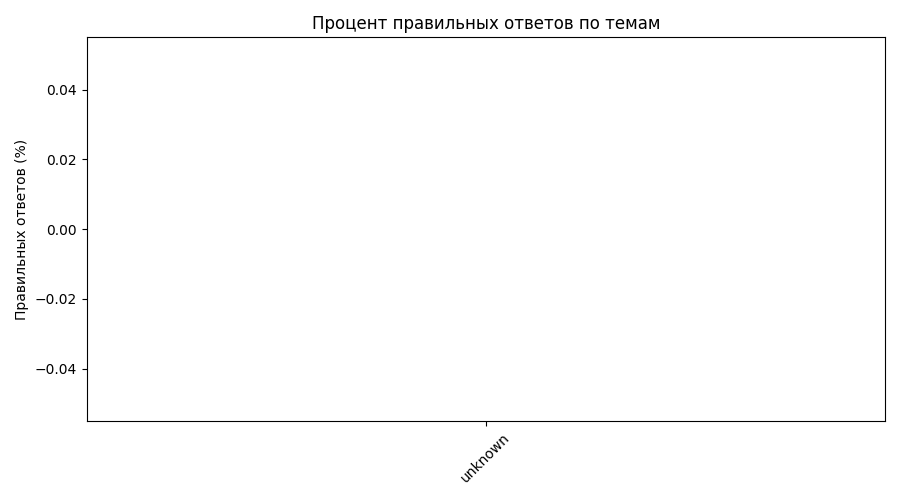 Процент правильных ответов по темам
Правильных ответов (%)
0.04
0.02
0.00
−0.02
−0.04
unknown